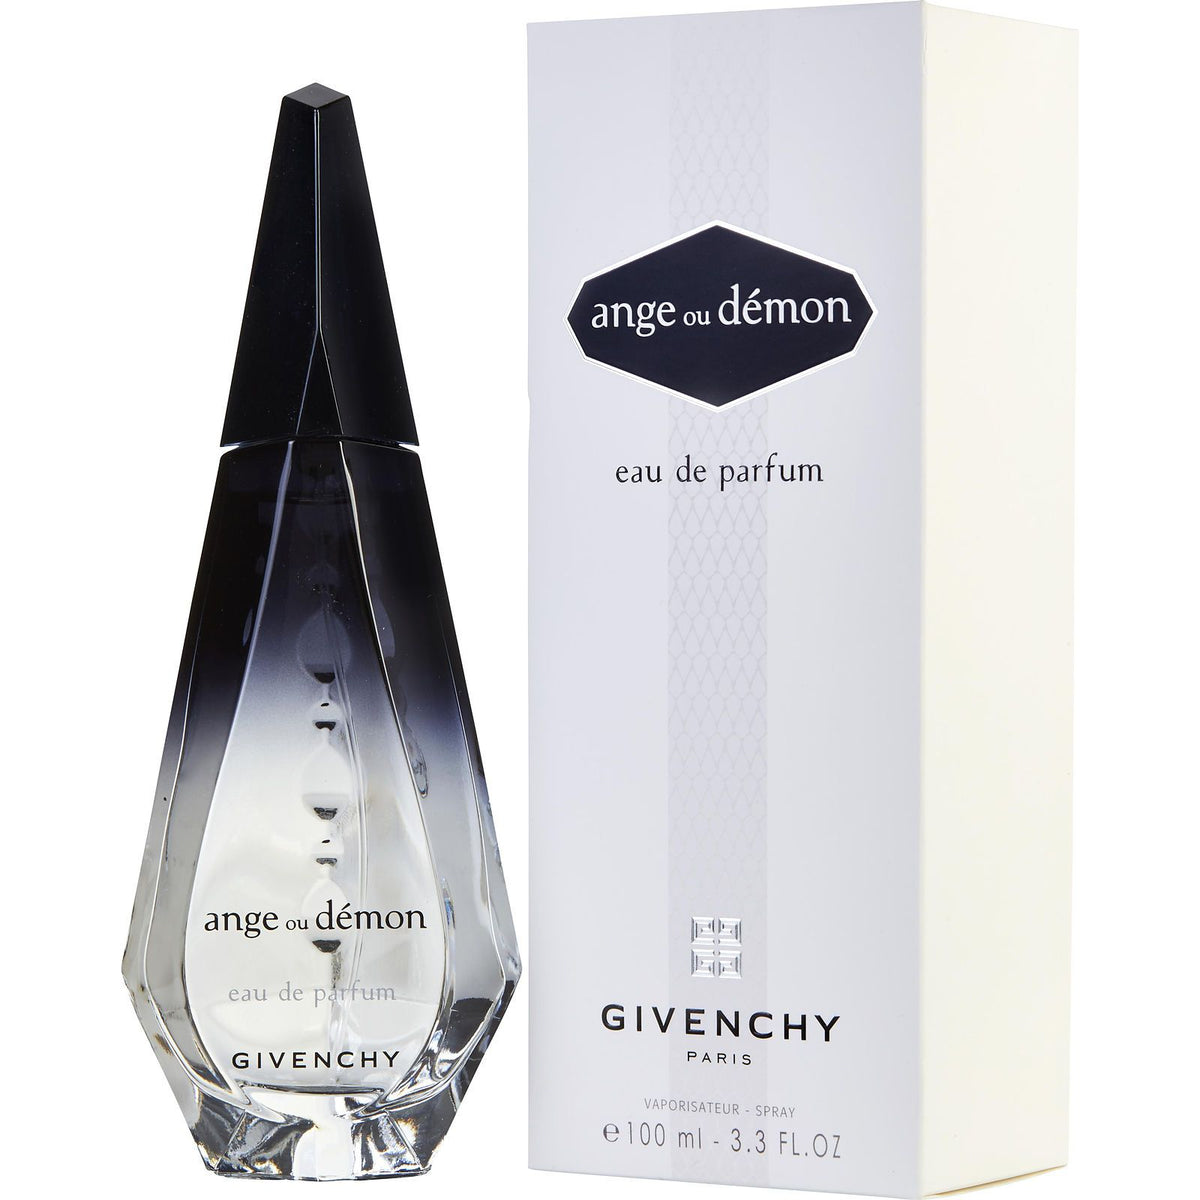 ange ou démon
eau de parfum
GIVENCHY
ange ou démon
eau de parfum
GIVENCHY
PARIS
VAPORISATEUR - SPRAY
e 100 ml - 3.3 FL.OZ